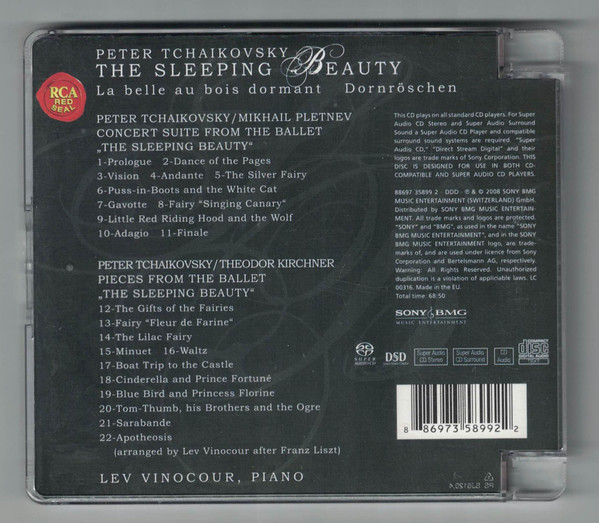 PETER TCHAIKOVSKY
THE SLEEPING BEAUTY
La belle au bois dormant Dornröschen
RCA
RED SEAL
PETER TCHAIKOVSKY/MIKHAIL PLETNEV
CONCERT SUITE FROM THE BALLET
„THE SLEEPING BEAUTY“
1-Prologue 2-Dance of the Pages
3-Vision 4-Andante 5-The Silver Fairy
6-Puss-in-Boots and the White Cat
7-Gavotte 8-Fairy “Singing Canary”
9-Little Red Riding Hood and the Wolf
10-Adagio 11-Finale
PETER TCHAIKOVSKY/THEODOR KIRCHNER
PIECES FROM THE BALLET
„THE SLEEPING BEAUTY“
12-The Gifts of the Fairies
13-Fairy “Fleur de Farine”
14-The Lilac Fairy
15-Minuet 16-Waltz
17-Boat Trip to the Castle
18-Cinderella and Prince Fortuné
19-Blue Bird and Princess Florine
20-Tom-Thumb, his Brothers and the Ogre
21-Sarabande
22-Apotheosis
(arranged by Lev Vinocour after Franz Liszt)
LEV VINOCOUR, PIANO
This CD plays on all standard CD players. For Super
Audio CD Stereo and Super Audio Surround
Sound a Super Audio CD Player and compatible
surround sound systems are required. "Super
Audio CD," "Direct Stream Digital" and their
logos are trade marks of Sony Corporation. THIS
DISC IS DESIGNED FOR USE IN BOTH CD-
COMPATIBLE AND SUPER AUDIO CD PLAYERS.
88697 35899 2 - DDD - ℗ © 2008 SONY BMG
MUSIC ENTERTAINMENT (SWITZERLAND) GmbH.
Distributed by SONY BMG MUSIC ENTERTAIN-
MENT. All trade marks and logos are protected.
"SONY" and "BMG", as used in the name "SONY
BMG MUSIC ENTERTAINMENT", and in the SONY
BMG MUSIC ENTERTAINMENT logo, are trade-
marks of, and are used under licence from Sony
Corporation and Bertelsmann AG, respectively.
Warning: All Rights Reserved. Unauthorized
duplication is a violation of applicable laws. LC
00316. Made in the EU.
Total time: 68:50
SONY BMG
MUSIC ENTERTAINMENT
SUPER AUDIO CD
DSD
Super Audio CD Stereo
Super Audio CD Surround
CD Audio
COMPACT
disc
DIGITAL AUDIO
TEXT
8 86973 58992 2